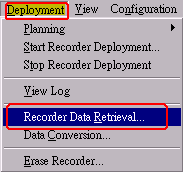 Deployment View Configuration
Planning
Start Recorder Deployment...
Stop Recorder Deployment
View Log
Recorder Data Retrieval...
Data Conversion...
Erase Recorder...